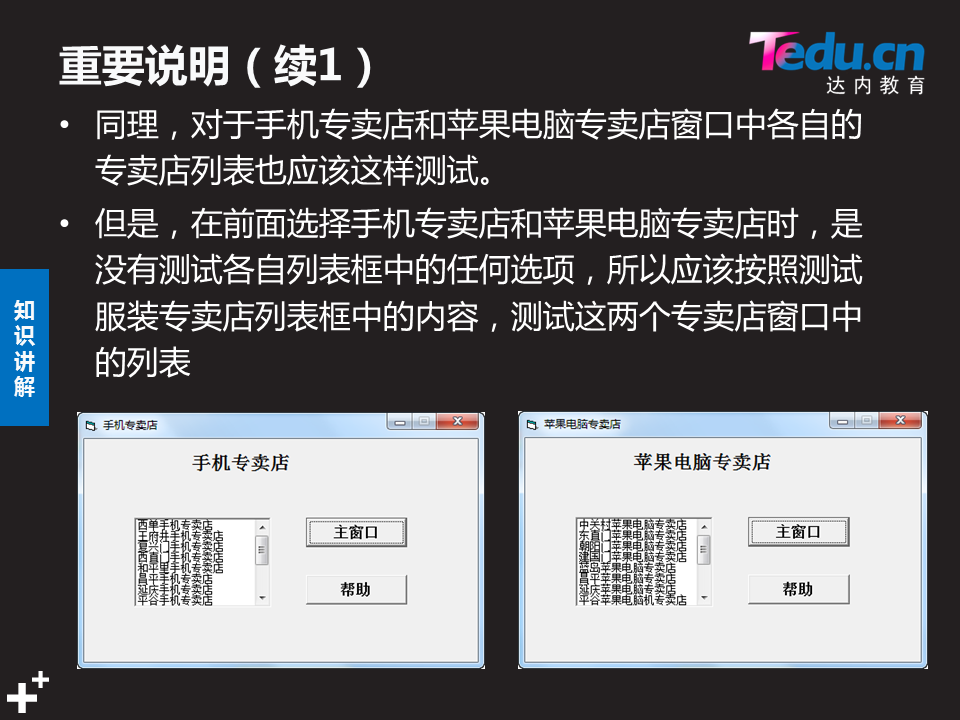 重要说明（续1）
Tedu.cn
达内教育
• 同理，对于手机专卖店和苹果电脑专卖店窗口中各自的
专卖店列表也应该这样测试。
• 但是，在前面选择手机专卖店和苹果电脑专卖店时，是
没有测试各自列表框中的任何选项，所以应该按照测试
服装专卖店列表框中的内容，测试这两个专卖店窗口中
的列表
知识讲解
手机专卖店
手机专卖店
西单手机专卖店
王府井手机专卖店
复兴门手机专卖店
西直门手机专卖店
和平里手机专卖店
昌平手机专卖店
延庆手机专卖店
平谷手机专卖店
主窗口
帮助
苹果电脑专卖店
苹果电脑专卖店
中关村苹果电脑专卖店
东直门苹果电脑专卖店
朝阳门苹果电脑专卖店
建国门苹果电脑专卖店
蓝岛苹果电脑专卖店
昌平苹果电脑专卖店
延庆苹果电脑专卖店
平谷苹果电脑机专卖店
主窗口
帮助